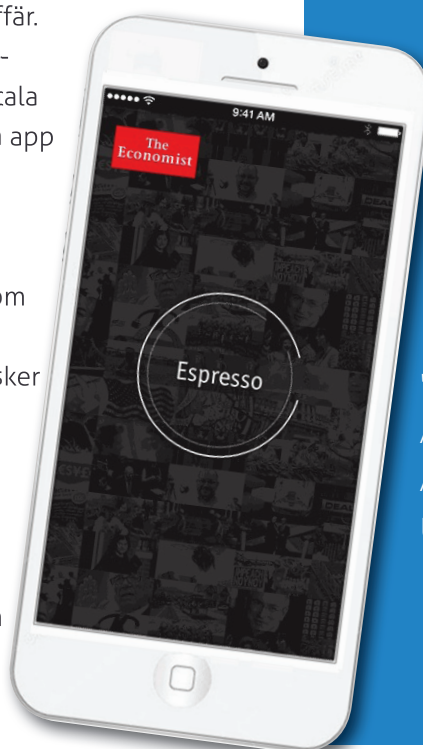 ffär.
-
tala
app
om
sker
9:41 AM
The
Economist
Espresso